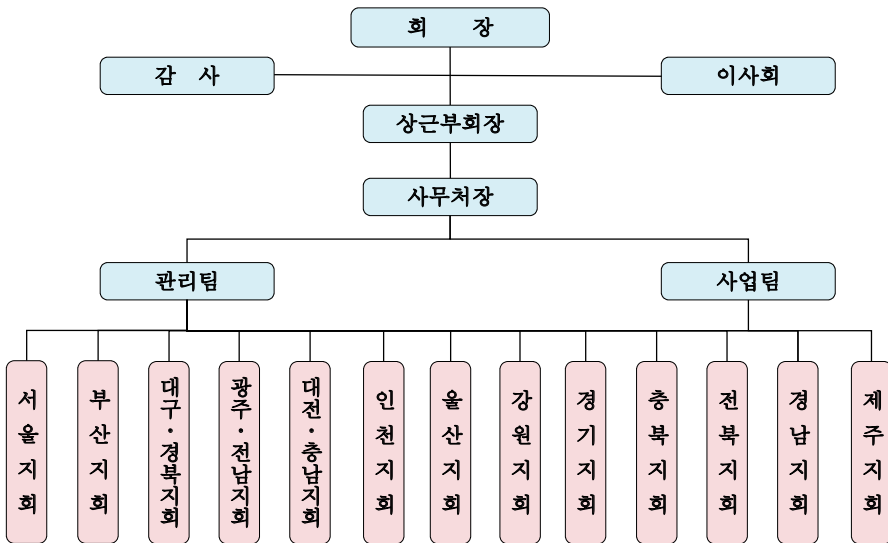 회 장
감 사
이사회
상근부회장
사무처장
관리팀
사업팀
서울지회
부산지회
대구·경북지회
광주·전남지회
대전·충남지회
인천지회
울산지회
강원지회
경기지회
충북지회
전북지회
경남지회
제주지회